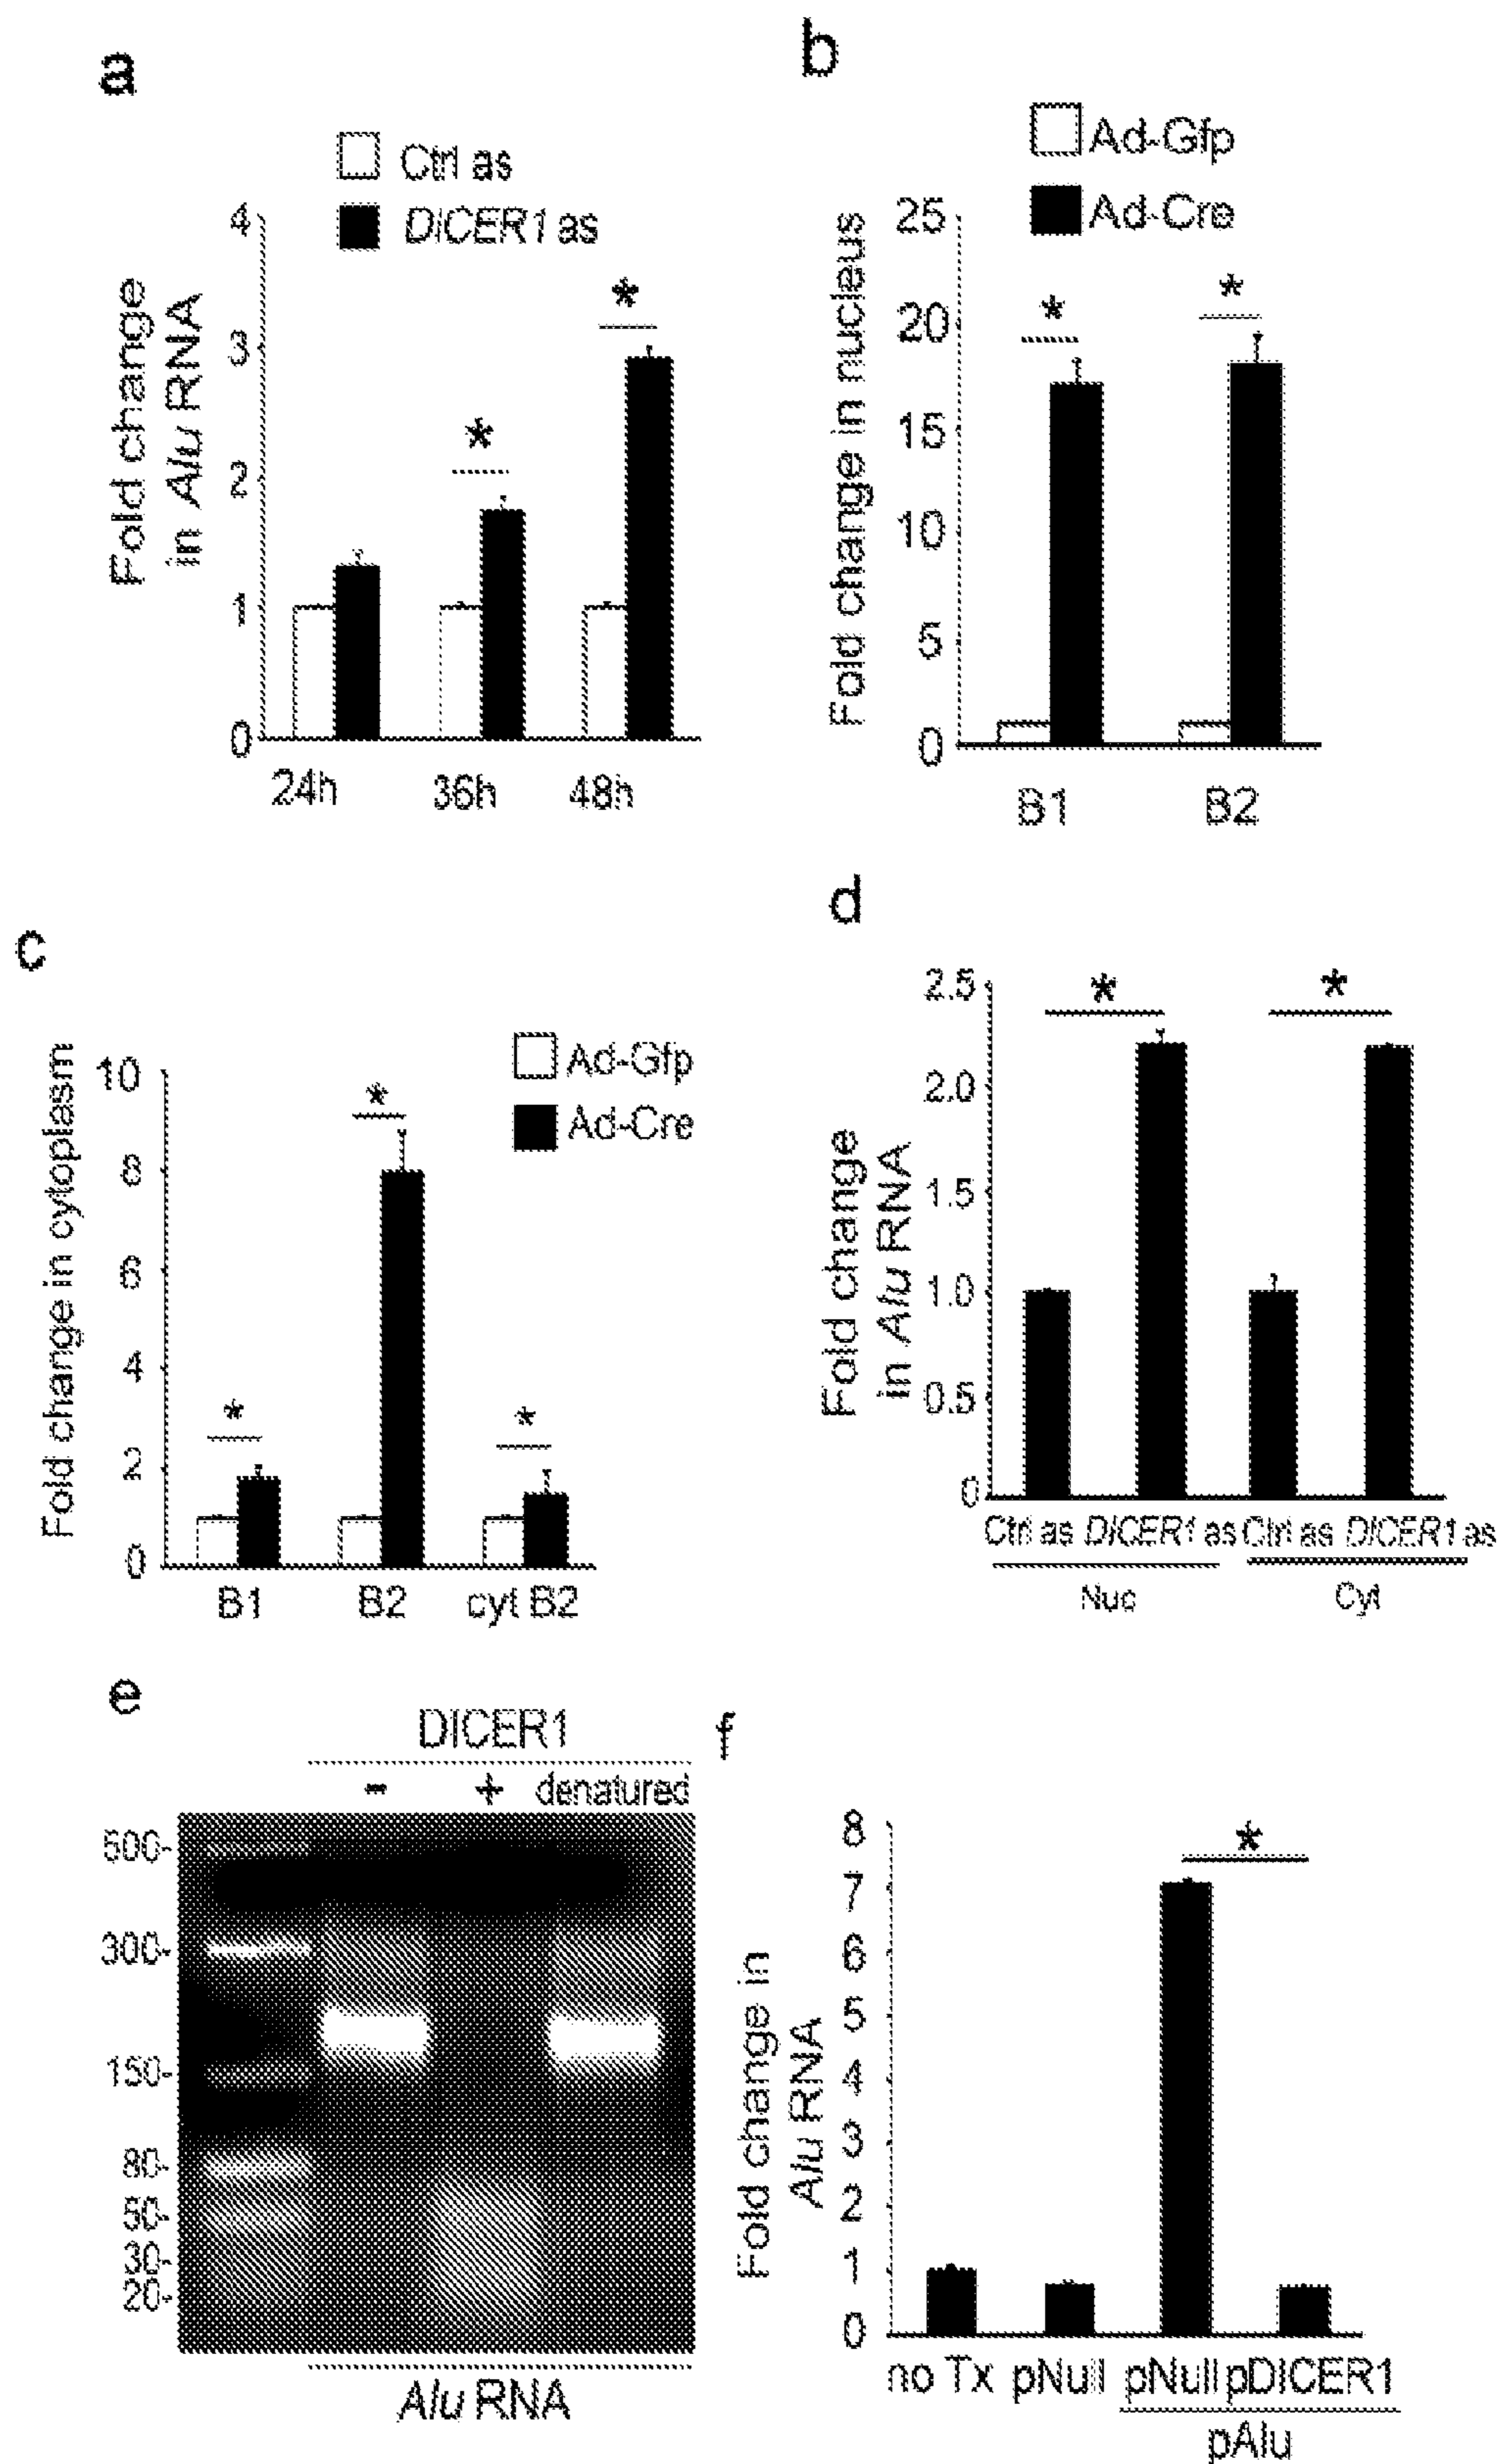 a
Ctrl as
DICER1 as
Fold change
in Alu RNA
4
3
2
1
0
*
*
24h
36h
48h
b
Ad-Gfp
Ad-Cre
Fold change in nucleus
25
20
15
10
5
0
*
*
B1
B2
c
Ad-Gfp
Ad-Cre
Fold change in cytoplasm
10
8
6
4
2
0
*
*
*
B1
B2
cyt B2
d
Fold change
in Alu RNA
2.5
2.0
1.5
1.0
0.5
0
*
*
Ctrl as DICER1 as Ctrl as DICER1 as
Nuc
Cyt
e
DICER1
- + denatured
500-
300-
150-
80-
50-
30-
20-
Alu RNA
f
Fold change in
Alu RNA
8
7
6
5
4
3
2
1
0
*
no Tx pNull pNull pDICER1
pAlu